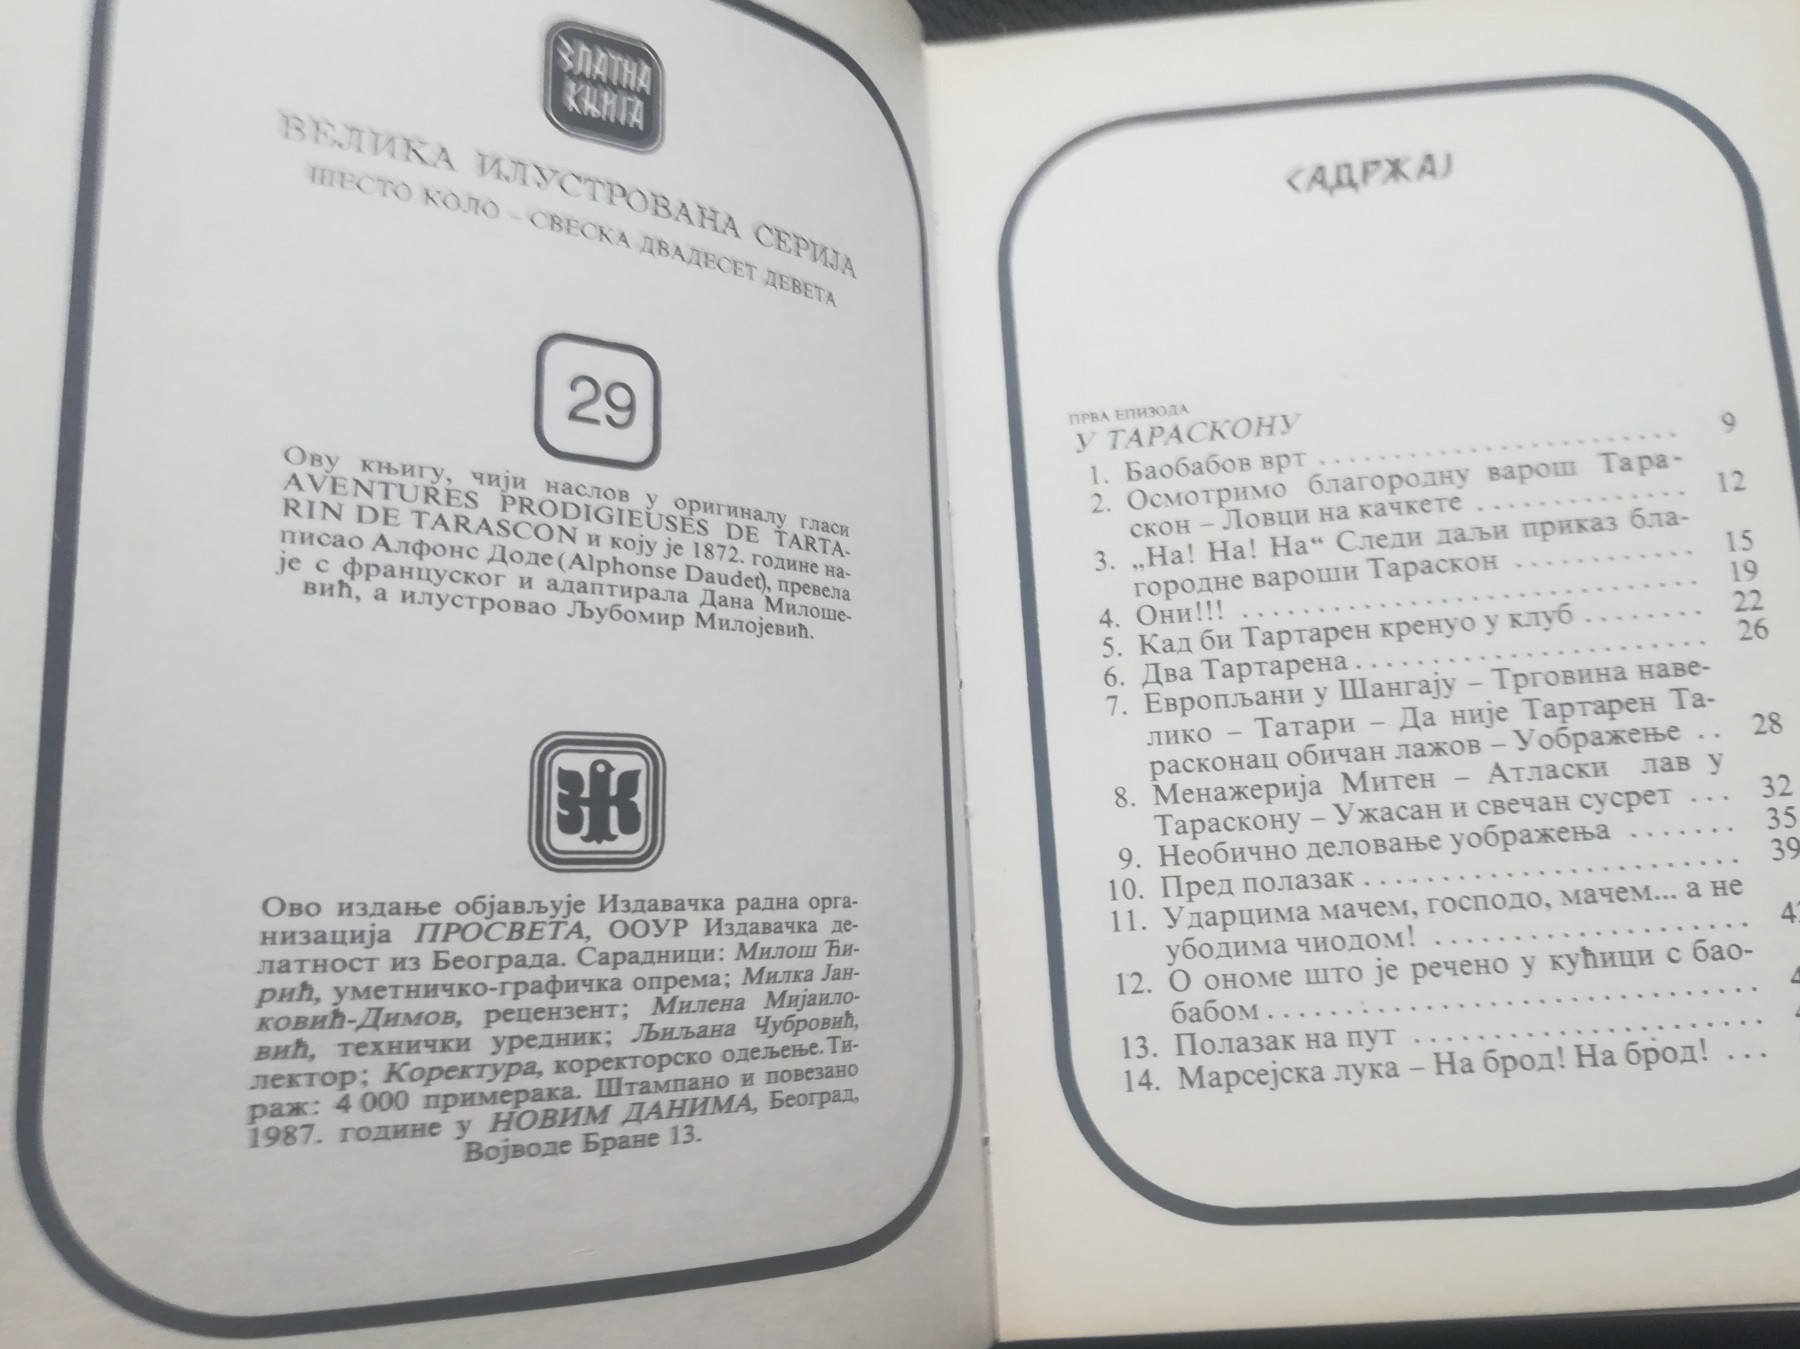 ЗЛАТНА
КЊИГА
ВЕЛИКА ИЛУСТРОВАНА СЕРИЈА
ШЕСТО КОЛО – СВЕСКА ДВАДЕСЕТ ДЕВЕТА
29
Ову књигу, чији наслов у оригиналу гласи
AVENTURES PRODIGIEUSES DE TARTA-
RIN DE TARASCON и коју је 1872. године на-
писао Алфонс Доде (Alphonse Daudet), превела
је с француског и адаптирала Дана Милоше-
вић, а илустровао Љубомир Милојевић.
Ово издање објављује Издавачка радна орга-
низација ПРОСВЕТА, ООУР Издавачка де-
латност из Београда. Сарадници: Милош Ћи-
рић, уметничко-графичка опрема; Милка Јан-
ковић-Димов, рецензент; Милена Мијаило-
вић, технички уредник; Љиљана Чубровић,
лектор; Коректура, коректорско одељење. Ти-
раж: 4 000 примерака. Штампано и повезано
1987. године у НОВИМ ДАНИМА, Београд,
Војводе Бране 13.
САДРЖАЈ
ПРВА ЕПИЗОДА
У ТАРАСКОНУ
1. Баобабов врт . . . . . . . . . . . . . . . . . . . . . . . . 9
2. Осмотримо благородну варош Тара-
скон – Ловци на качкете . . . . . . . . . . . . 12
3. „На! На! На“ Следи даљи приказ бла-
городне вароши Тараскон . . . . . . . . . . 15
4. Они!!! . . . . . . . . . . . . . . . . . . . . . . . . . . . . . 19
5. Кад би Тартарен кренуо у клуб . . . . . . . 22
6. Два Тартарена . . . . . . . . . . . . . . . . . . . . . 26
7. Европљани у Шангају – Трговина наве-
лико – Татари – Да није Тартарен Та-
расконац обичан лажов – Уображење . . 28
8. Менажерија Митен – Атласки лав у
Тараскону – Ужасан и свечан сусрет . . . 32
9. Необично деловање уображења . . . . . . . 35
10. Пред полазак . . . . . . . . . . . . . . . . . . . . . . 39
11. Ударцима мачем, господо, мачем... а не
убодима чиодом! . . . . . . . . . . . . . . . . . . .
12. О ономе што је речено у кућици с бао-
бабом . . . . . . . . . . . . . . . . . . . . . . . . . . . . .
13. Полазак на пут . . . . . . . . . . . . . . . . . . . .
14. Марсејска лука – На брод! На брод! . . .